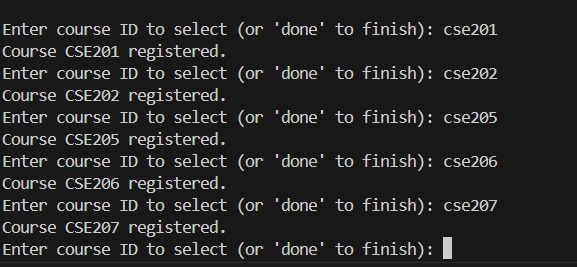 Enter course ID to select (or 'done' to finish): cse201
Course CSE201 registered.
Enter course ID to select (or 'done' to finish): cse202
Course CSE202 registered.
Enter course ID to select (or 'done' to finish): cse205
Course CSE205 registered.
Enter course ID to select (or 'done' to finish): cse206
Course CSE206 registered.
Enter course ID to select (or 'done' to finish): cse207
Course CSE207 registered.
Enter course ID to select (or 'done' to finish):